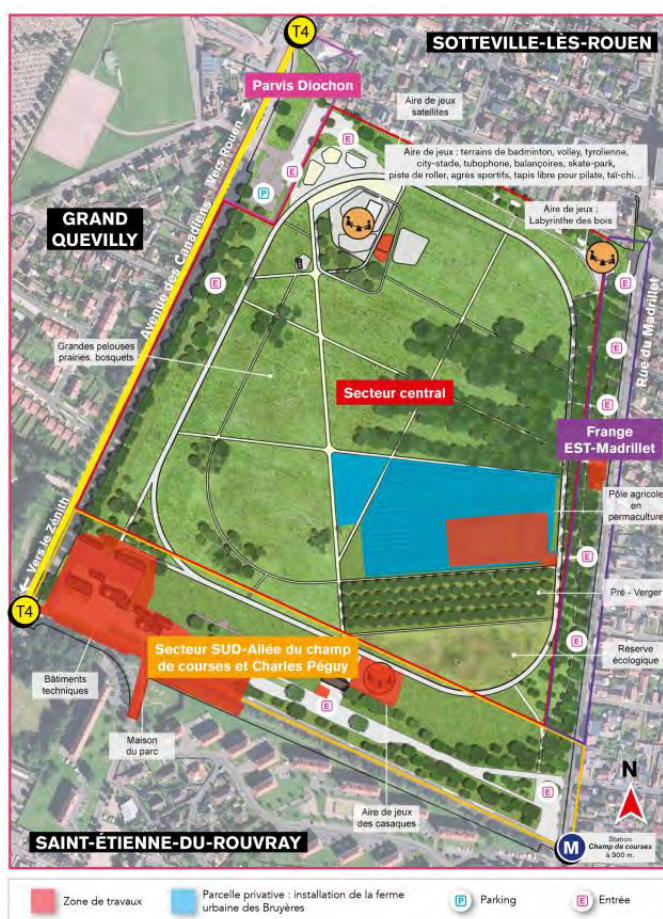 T4
SOTTEVILLE-LÈS-ROUEN
Parvis Diochon
Aire de jeux
satellites
E
Aire de jeux : terrains de badminton, volley, tyrolienne,
city-stade, tubophone, balançoires, skate-park,
piste de roller, agrès sportifs, tapis libre pour pilate, taï-chi...
E
P
GRAND
QUEVILLY
Aire de jeux :
Labyrinthe des bois
Avenue des Canadiens
Vers Rouen
E
E
Rue du Madrillet
E
Grandes pelouses
prairies, bosquets
Secteur central
E
Frange
EST-Madrillet
Pôle agricole
en
permaculture
Vers le Zénith
E
Pré - Verger
T4
Secteur SUD-Allée du champ
de courses et Charles Péguy
E
Réserve
écologique
Bâtiments
techniques
E
Maison
du parc
Aire de jeux
des casaques
E
N
SAINT-ÉTIENNE-DU-ROUVRAY
M
Station
Champ de courses
à 300 m.
Zone de travaux
Parcelle privative : installation de la ferme
urbaine des Bruyères
P
Parking
E
Entrée